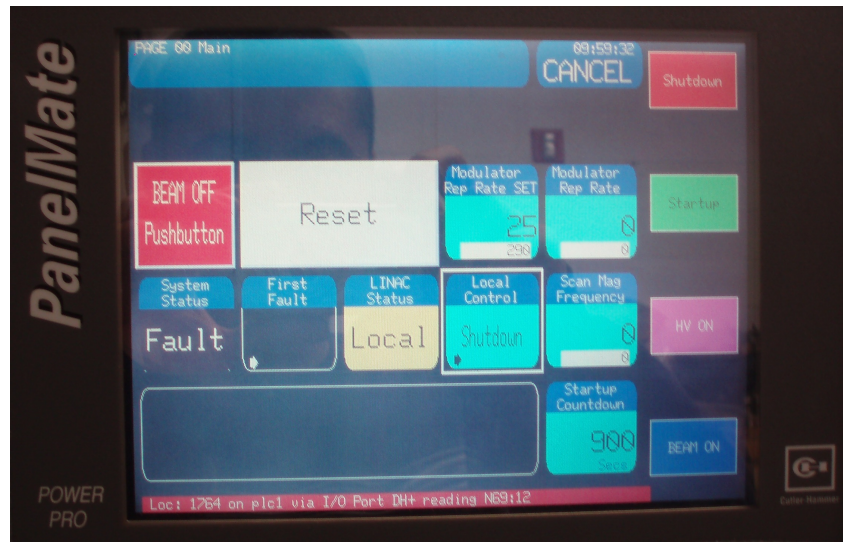 PanelMate
POWER
PRO
PAGE 00 Main
09:59:32
CANCEL
Shutdown
BEAM OFF
Pushbutton
Reset
Modulator
Rep Rate SET
25
290
Modulator
Rep Rate
0
0
Startup
System
Status
Fault
First
Fault
LINAC
Status
Local
Local
Control
Shutdown
Scan Mag
Frequency
0
0
HV ON
Startup
Countdown
900
Secs
BEAM ON
Loc: 1764 on plc1 via I/O Port DH+ reading N69:12
Cutler-Hammer